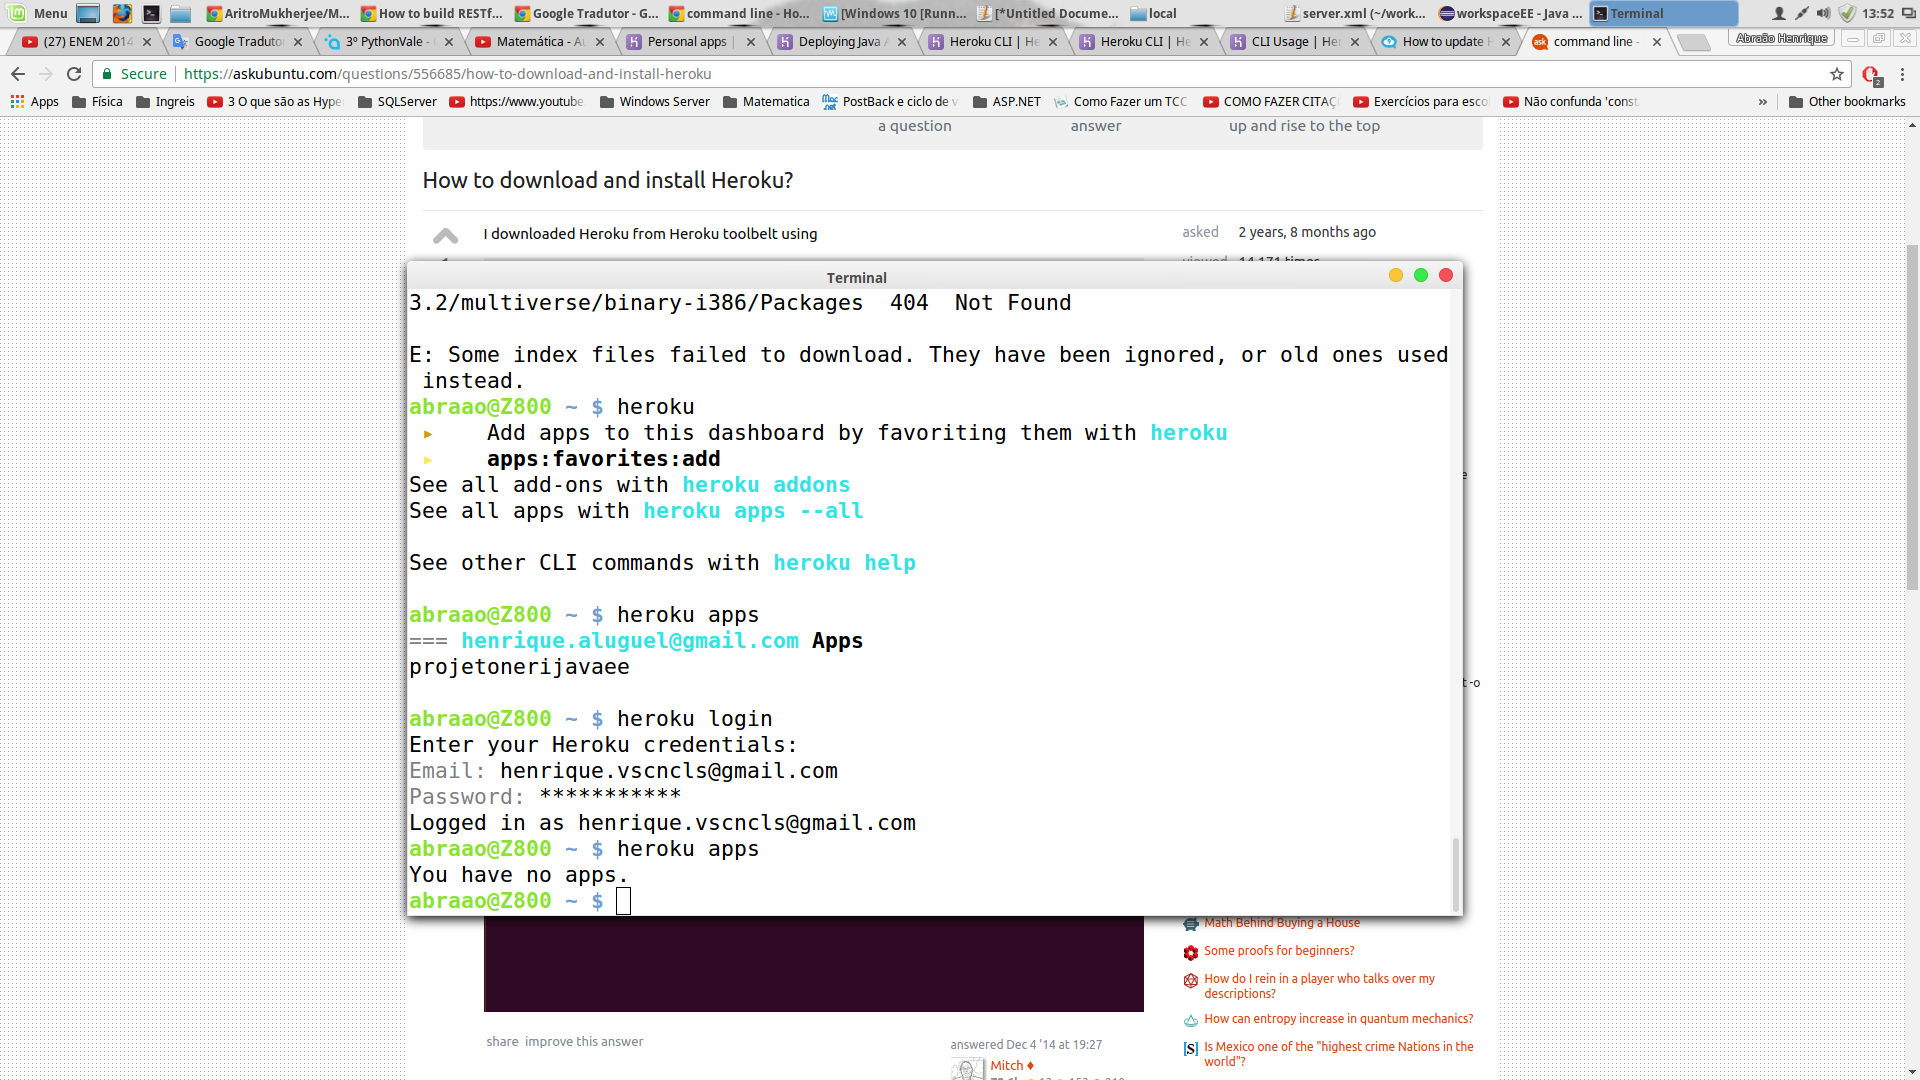 Menu
AritroMukherjee/M...
How to build RESTf...
Google Tradutor - G...
command line - Ho...
[Windows 10 [Runn...
[*Untitled Docume...
local
server.xml (~/work...
workspaceEE - Java ...
Terminal
13:52
(27) ENEM 2014
Google Tradutor
3º PythonVale -
Matemática - Au
Personal apps |
Deploying Java A
Heroku CLI | He
Heroku CLI | He
CLI Usage | Her
How to update H
command line -
Abraão Henrique
Secure
https://askubuntu.com/questions/556685/how-to-download-and-install-heroku
2
Apps
Física
Ingreis
3 O que são as Hype
SQLServer
https://www.youtube
Windows Server
Matematica
PostBack e ciclo de v
ASP.NET
Como Fazer um TCC
COMO FAZER CITAÇ
Exercícios para esco
Não confunda 'const
»
Other bookmarks
a question
answer
up and rise to the top
How to download and install Heroku?
I downloaded Heroku from Heroku toolbelt using
asked 2 years, 8 months ago
viewed 14,171 times
Terminal
3.2/multiverse/binary-i386/Packages  404  Not Found
E: Some index files failed to download. They have been ignored, or old ones used
instead.
abraao@Z800 ~ $ heroku
▸ Add apps to this dashboard by favoriting them with heroku
▸ apps:favorites:add
See all add-ons with heroku addons
See all apps with heroku apps --all
See other CLI commands with heroku help
abraao@Z800 ~ $ heroku apps
=== henrique.aluguel@gmail.com Apps
projetonerijavaee
abraao@Z800 ~ $ heroku login
Enter your Heroku credentials:
Email: henrique.vscncls@gmail.com
Password: ***********
Logged in as henrique.vscncls@gmail.com
abraao@Z800 ~ $ heroku apps
You have no apps.
abraao@Z800 ~ $
Math Behind Buying a House
Some proofs for beginners?
How do I rein in a player who talks over my
descriptions?
How can entropy increase in quantum mechanics?
Is Mexico one of the "highest crime Nations in the
world"?
share improve this answer
answered Dec 4 '14 at 19:27
Mitch ♦